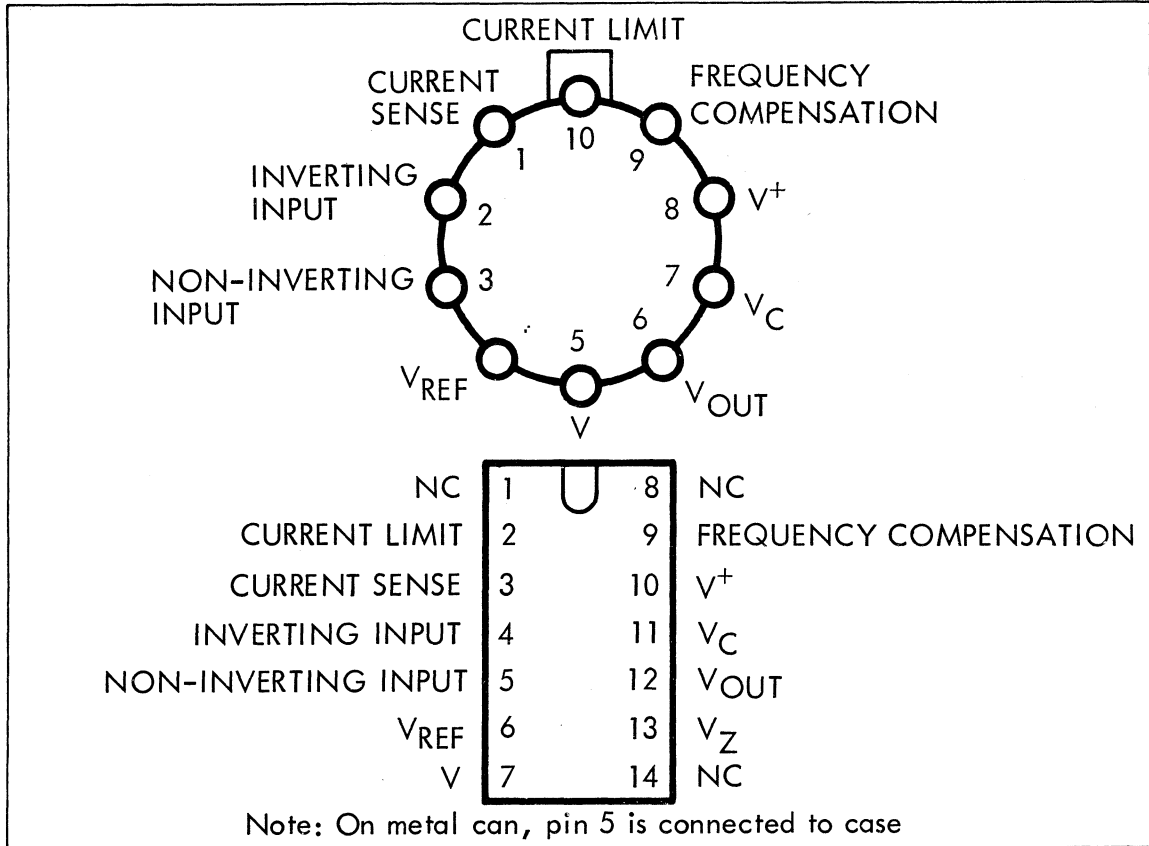 CURRENT LIMIT
CURRENT
SENSE
FREQUENCY
COMPENSATION
10
1
9
INVERTING
INPUT
2
8
V+
NON-INVERTING
INPUT
3
7
VC
6
5
VREF
VOUT
V
NC 1 8 NC
CURRENT LIMIT 2 9 FREQUENCY COMPENSATION
CURRENT SENSE 3 10 V+
INVERTING INPUT 4 11 VC
NON-INVERTING INPUT 5 12 VOUT
VREF 6 13 VZ
V 7 14 NC
Note: On metal can, pin 5 is connected to case